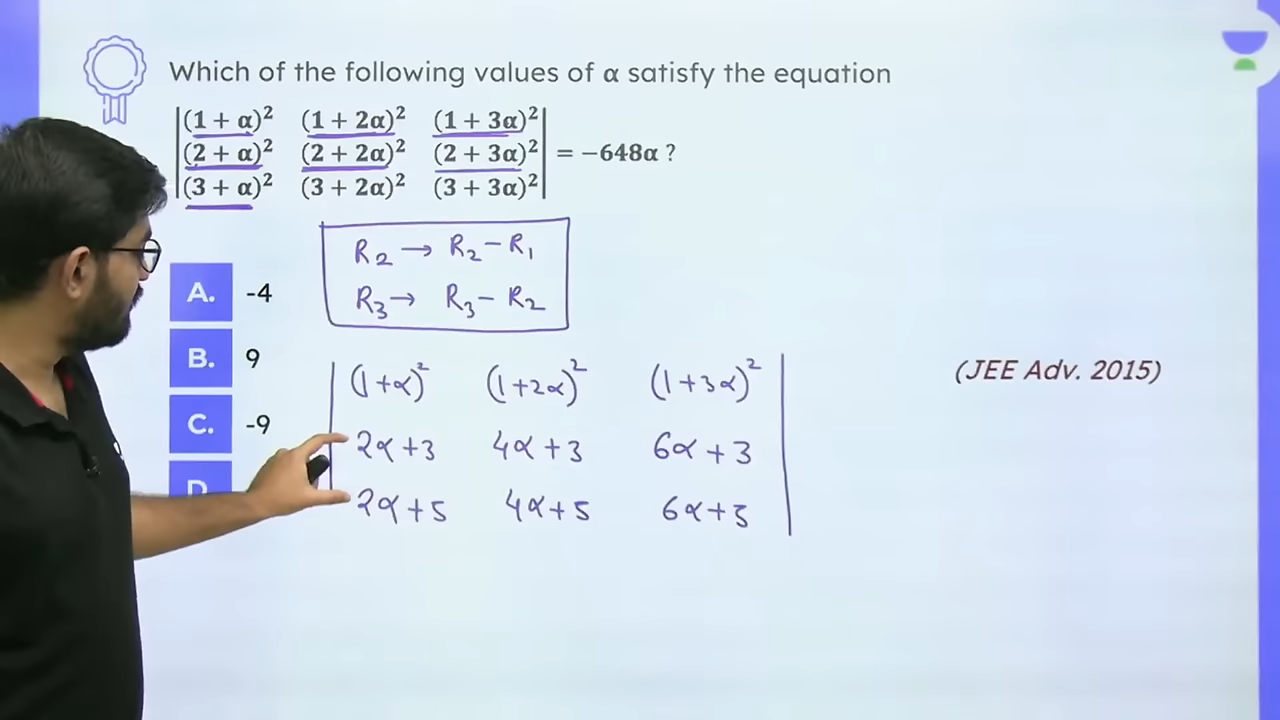 Which of the following values of α satisfy the equation
(1 + α)² (1 + 2α)² (1 + 3α)²
(2 + α)² (2 + 2α)² (2 + 3α)² = −648α ?
(3 + α)² (3 + 2α)² (3 + 3α)²
R₂ → R₂ − R₁
R₃ → R₃ − R₂
A. -4
B. 9
C. -9
D.
(JEE Adv. 2015)
(1+α)² (1+2α)² (1+3α)²
2α+3 4α+3 6α+3
2α+5 4α+5 6α+5